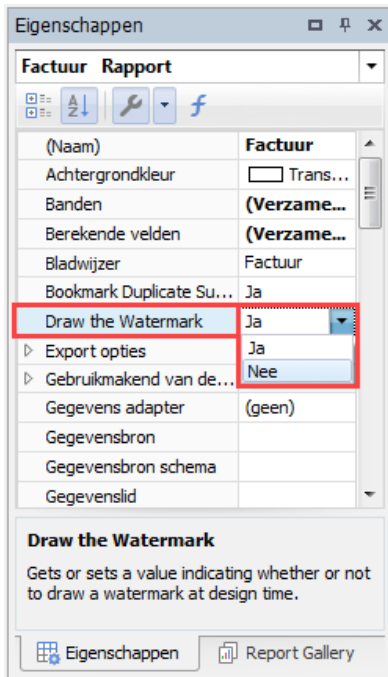 Eigenschappen
Factuur Rapport
(Naam) Factuur
Achtergrondkleur Trans...
Banden (Verzame...
Berekende velden (Verzame...
Bladwijzer Factuur
Bookmark Duplicate Su... Ja
Draw the Watermark Ja
Export opties Ja
Gebruikmakend van de... Nee
Gegevens adapter (geen)
Gegevensbron
Gegevensbron schema
Gegevenslid
Draw the Watermark
Gets or sets a value indicating whether or not
to draw a watermark at design time.
Eigenschappen Report Gallery